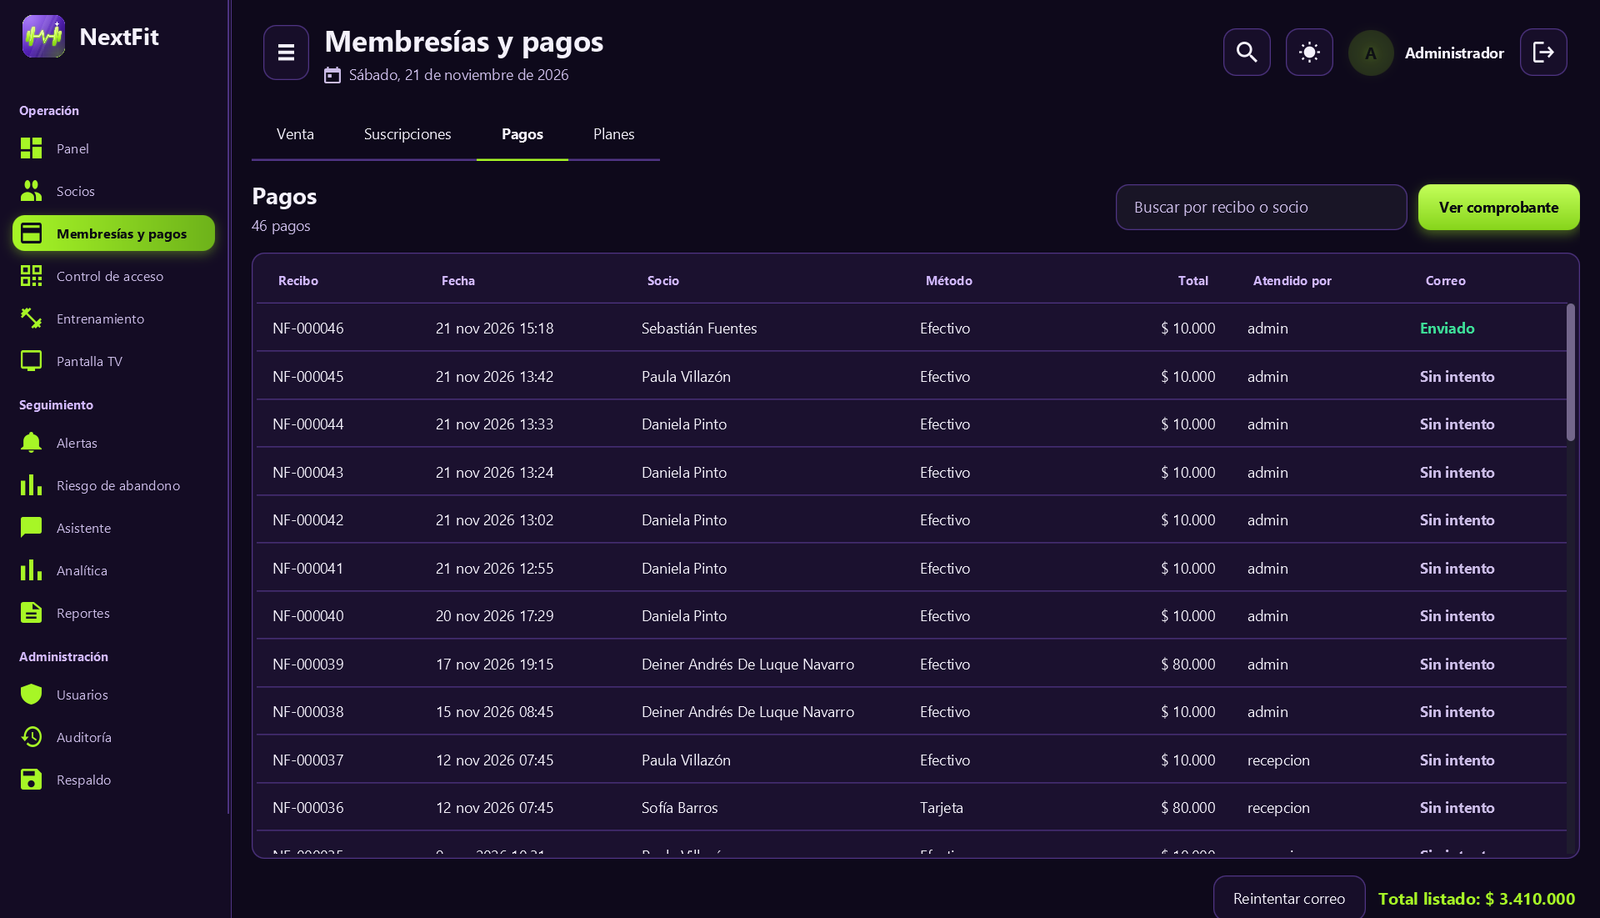 NextFit
Operación
Panel
Socios
Membresías y pagos
Control de acceso
Entrenamiento
Pantalla TV
Seguimiento
Alertas
Riesgo de abandono
Asistente
Analítica
Reportes
Administración
Usuarios
Auditoría
Respaldo
Membresías y pagos
Sábado, 21 de noviembre de 2026
A Administrador
Venta Suscripciones Pagos Planes
Pagos
46 pagos
Buscar por recibo o socio
Ver comprobante
Recibo Fecha Socio Método Total Atendido por Correo
NF-000046 21 nov 2026 15:18 Sebastián Fuentes Efectivo $ 10.000 admin Enviado
NF-000045 21 nov 2026 13:42 Paula Villazón Efectivo $ 10.000 admin Sin intento
NF-000044 21 nov 2026 13:33 Daniela Pinto Efectivo $ 10.000 admin Sin intento
NF-000043 21 nov 2026 13:24 Daniela Pinto Efectivo $ 10.000 admin Sin intento
NF-000042 21 nov 2026 13:02 Daniela Pinto Efectivo $ 10.000 admin Sin intento
NF-000041 21 nov 2026 12:55 Daniela Pinto Efectivo $ 10.000 admin Sin intento
NF-000040 20 nov 2026 17:29 Daniela Pinto Efectivo $ 10.000 admin Sin intento
NF-000039 17 nov 2026 19:15 Deiner Andrés De Luque Navarro Efectivo $ 80.000 admin Sin intento
NF-000038 15 nov 2026 08:45 Deiner Andrés De Luque Navarro Efectivo $ 10.000 admin Sin intento
NF-000037 12 nov 2026 07:45 Paula Villazón Efectivo $ 10.000 recepcion Sin intento
NF-000036 12 nov 2026 07:45 Sofía Barros Tarjeta $ 80.000 recepcion Sin intento
Reintentar correo
Total listado: $ 3.410.000